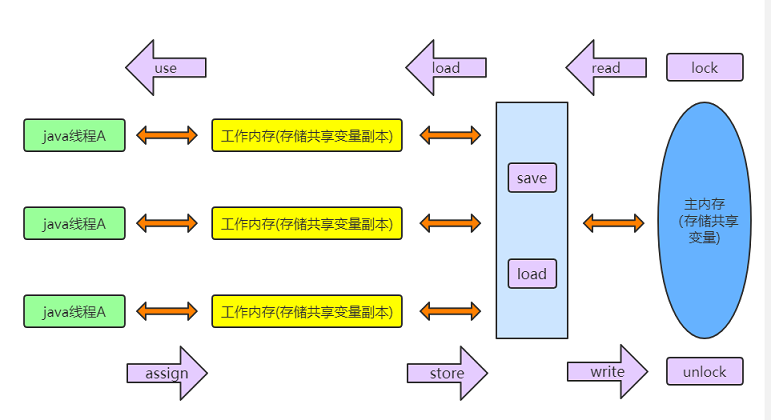 use
load
read
lock
java线程A
工作内存(存储共享变量副本)
save
主内存
(存储共享
变量)
java线程A
工作内存(存储共享变量副本)
load
java线程A
工作内存(存储共享变量副本)
assign
store
write
unlock